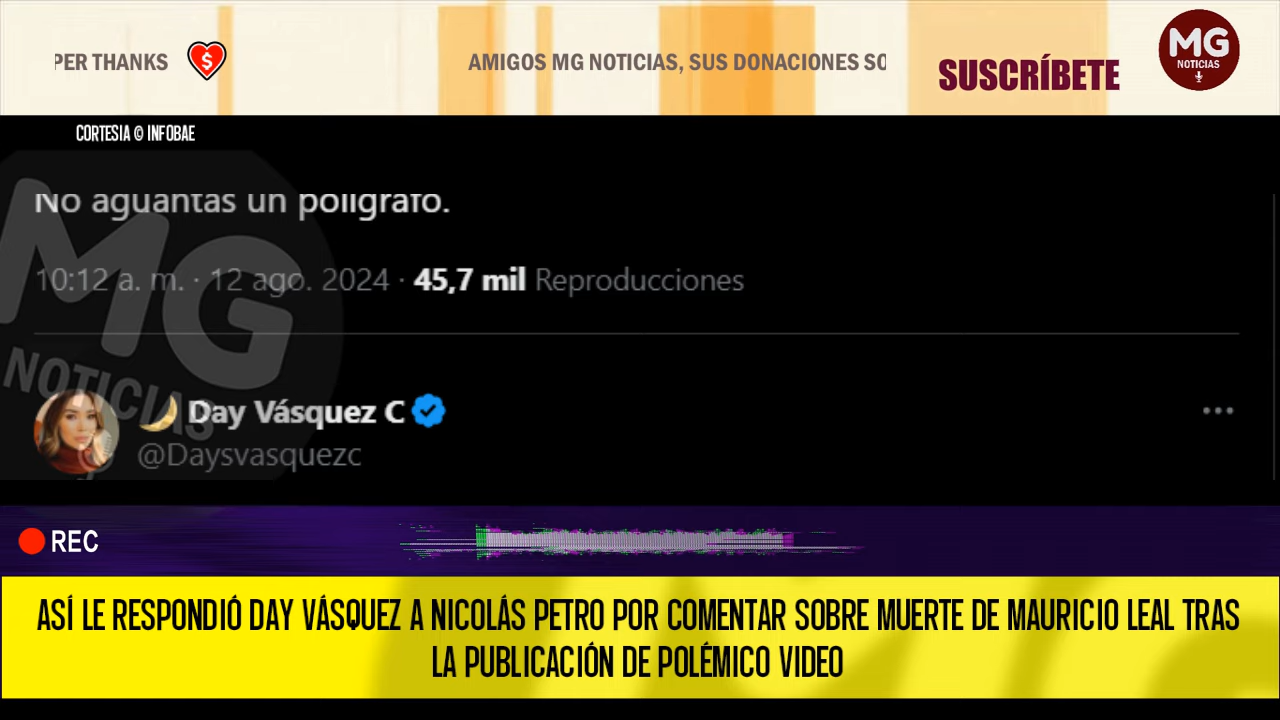 PER THANKS
AMIGOS MG NOTICIAS, SUS DONACIONES SO
SUSCRÍBETE
MG
NOTICIAS
CORTESIA © INFOBAE
No aguantas un polígrafo.
10:12 a. m. · 12 ago. 2024 · 45,7 mil Reproducciones
MG
NOTICIAS
🌙 Day Vásquez C
@Daysvasquezc
REC
ASÍ LE RESPONDIÓ DAY VÁSQUEZ A NICOLÁS PETRO POR COMENTAR SOBRE MUERTE DE MAURICIO LEAL TRAS
LA PUBLICACIÓN DE POLÉMICO VIDEO